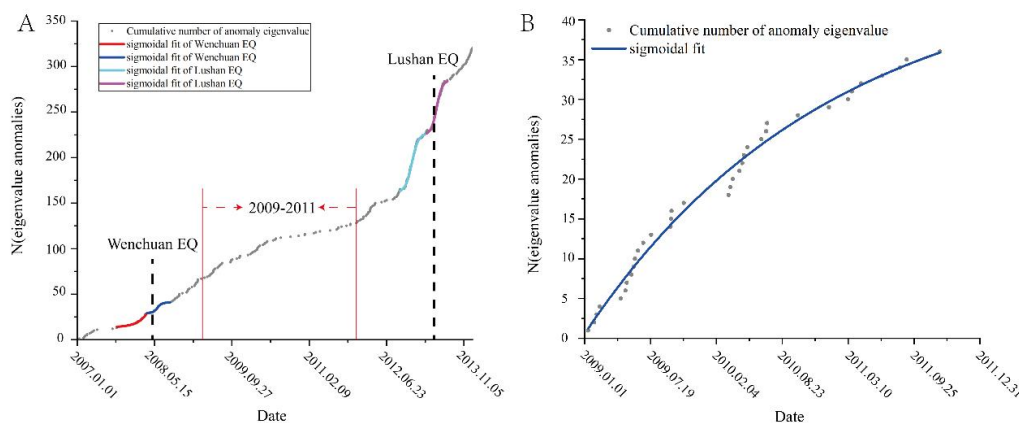 A
350
300
250
200
150
100
50
0
N(eigenvalue anomalies)
Cumulative number of anomaly eigenvalue
sigmoidal fit of Wenchuan EQ
sigmoidal fit of Wenchuan EQ
sigmoidal fit of Lushan EQ
sigmoidal fit of Lushan EQ
Lushan EQ
2009-2011
Wenchuan EQ
2007.01.01
2008.05.15
2009.09.27
2011.02.09
2012.06.23
2013.11.05
Date
B
40
35
30
25
20
15
10
5
0
N(eigenvalue anomalies)
Cumulative number of anomaly eigenvalue
sigmoidal fit
2009.01.01
2009.07.19
2010.02.04
2010.08.23
2011.03.10
2011.09.25
2011.12.31
Date